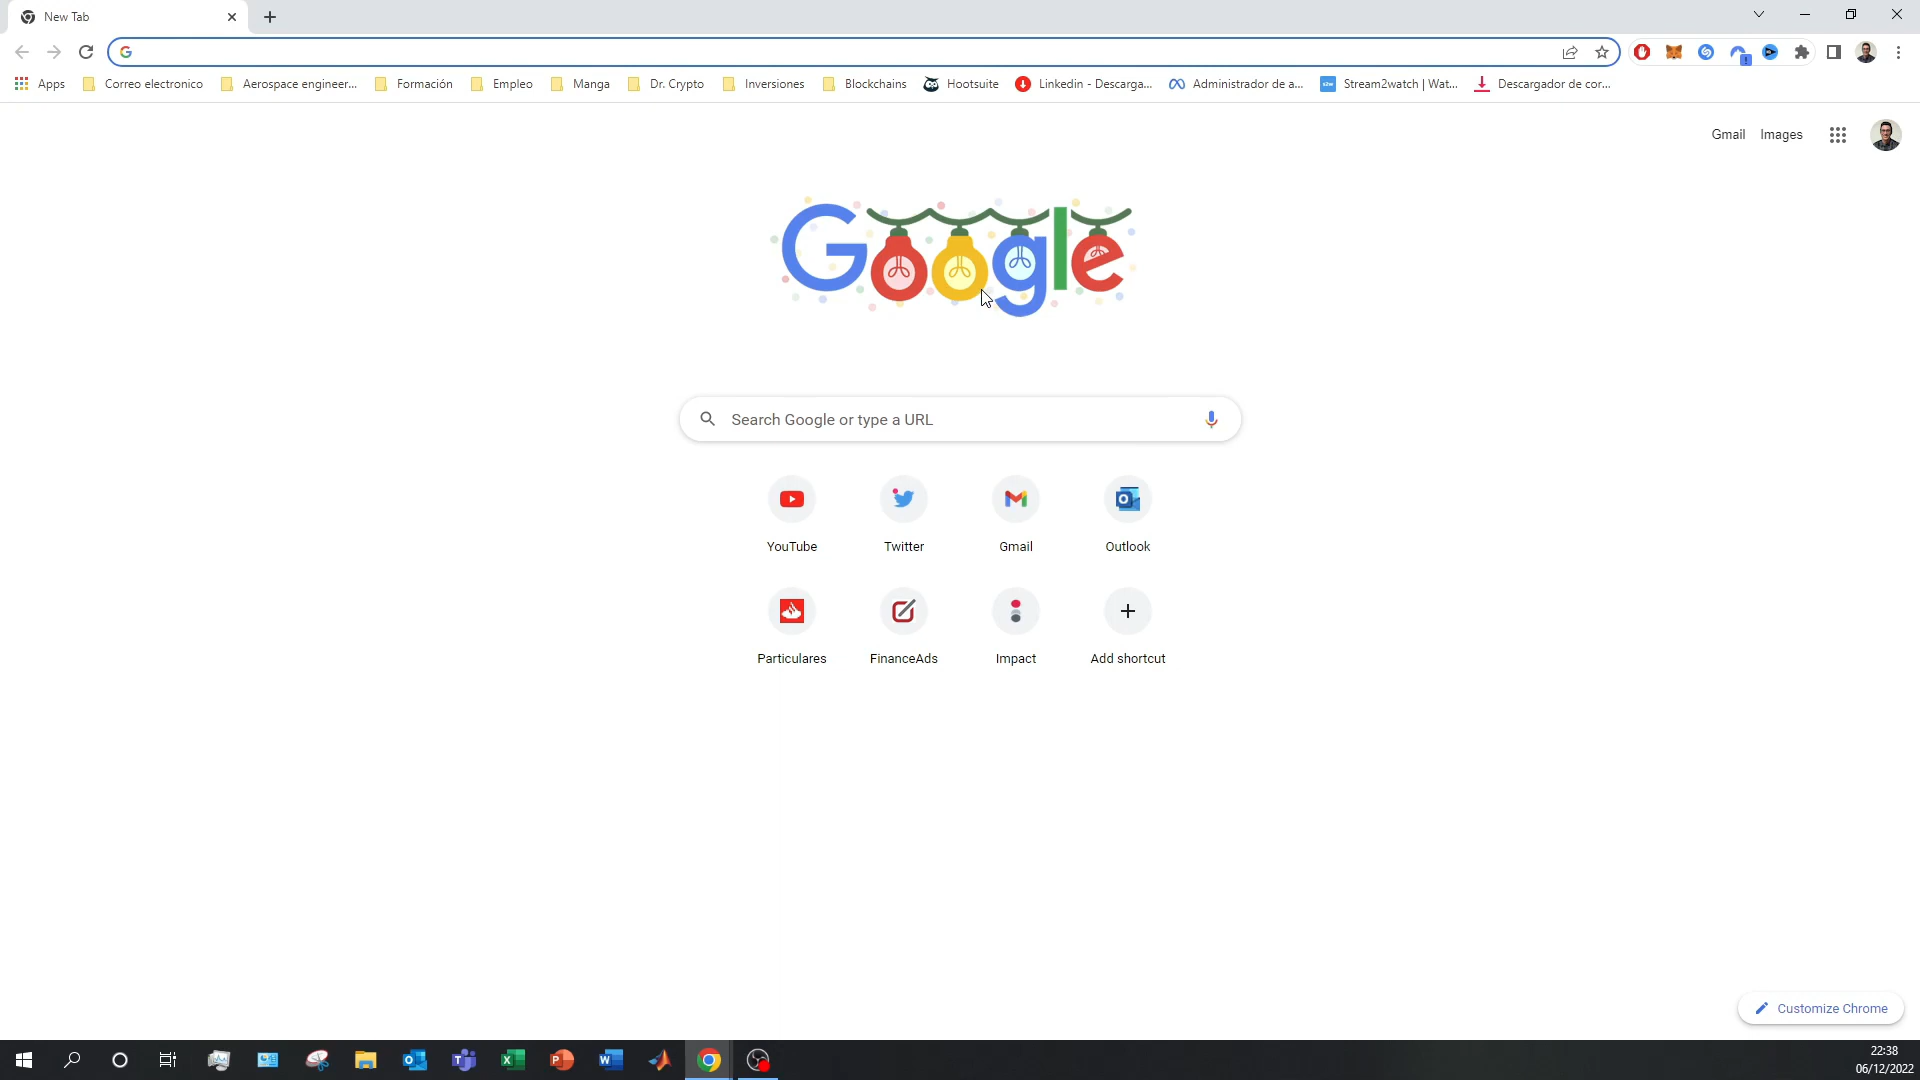 New Tab
Apps Correo electronico Aerospace engineer... Formación Empleo Manga Dr. Crypto Inversiones Blockchains Hootsuite Linkedin - Descarga... Administrador de a... Stream2watch | Wat... Descargador de cor...
Gmail Images
Google
Search Google or type a URL
YouTube Twitter Gmail Outlook
Particulares FinanceAds Impact Add shortcut
Customize Chrome
22:38
06/12/2022